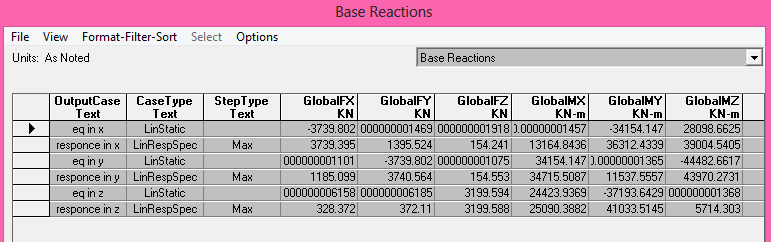 Base Reactions
File View Format-Filter-Sort Select Options
Units: As Noted
Base Reactions
OutputCase CaseType StepType GlobalFX GlobalFY GlobalFZ GlobalMX GlobalMY GlobalMZ
Text Text Text KN KN KN KN-m KN-m KN-m
eq in x LinStatic -3739.802 000000001469 000000001918 0.00000001457 -34154.147 28098.6625
responce in x LinRespSpec Max 3739.395 1395.524 154.241 13164.8436 36312.4339 39004.5405
eq in y LinStatic 000000001101 -3739.802 000000001075 34154.147 0.00000001365 -44482.6617
responce in y LinRespSpec Max 1185.099 3740.564 154.553 34715.5087 11537.5557 43970.2731
eq in z LinStatic 000000006158 000000006185 3199.594 24423.9369 -37193.6429 000000001368
responce in z LinRespSpec Max 328.372 372.11 3199.588 25090.3882 41033.5145 5714.303